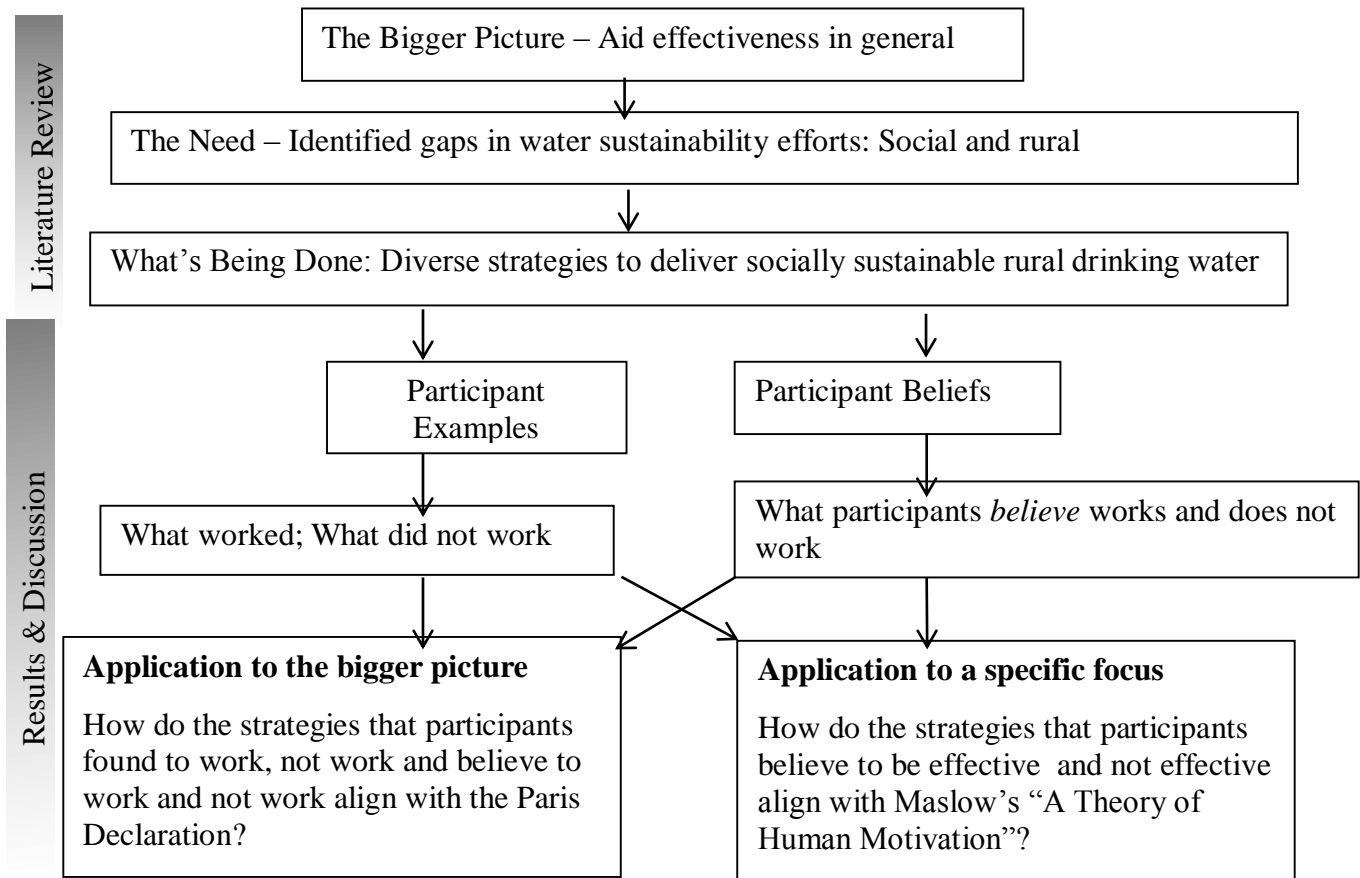 Literature Review
The Bigger Picture – Aid effectiveness in general
The Need – Identified gaps in water sustainability efforts: Social and rural
What’s Being Done: Diverse strategies to deliver socially sustainable rural drinking water
Results & Discussion
Participant
Examples
Participant Beliefs
What worked; What did not work
What participants believe works and does not
work
Application to the bigger picture
How do the strategies that participants
found to work, not work and believe to
work and not work align with the Paris
Declaration?
Application to a specific focus
How do the strategies that participants
believe to be effective  and not effective
align with Maslow’s “A Theory of
Human Motivation”?